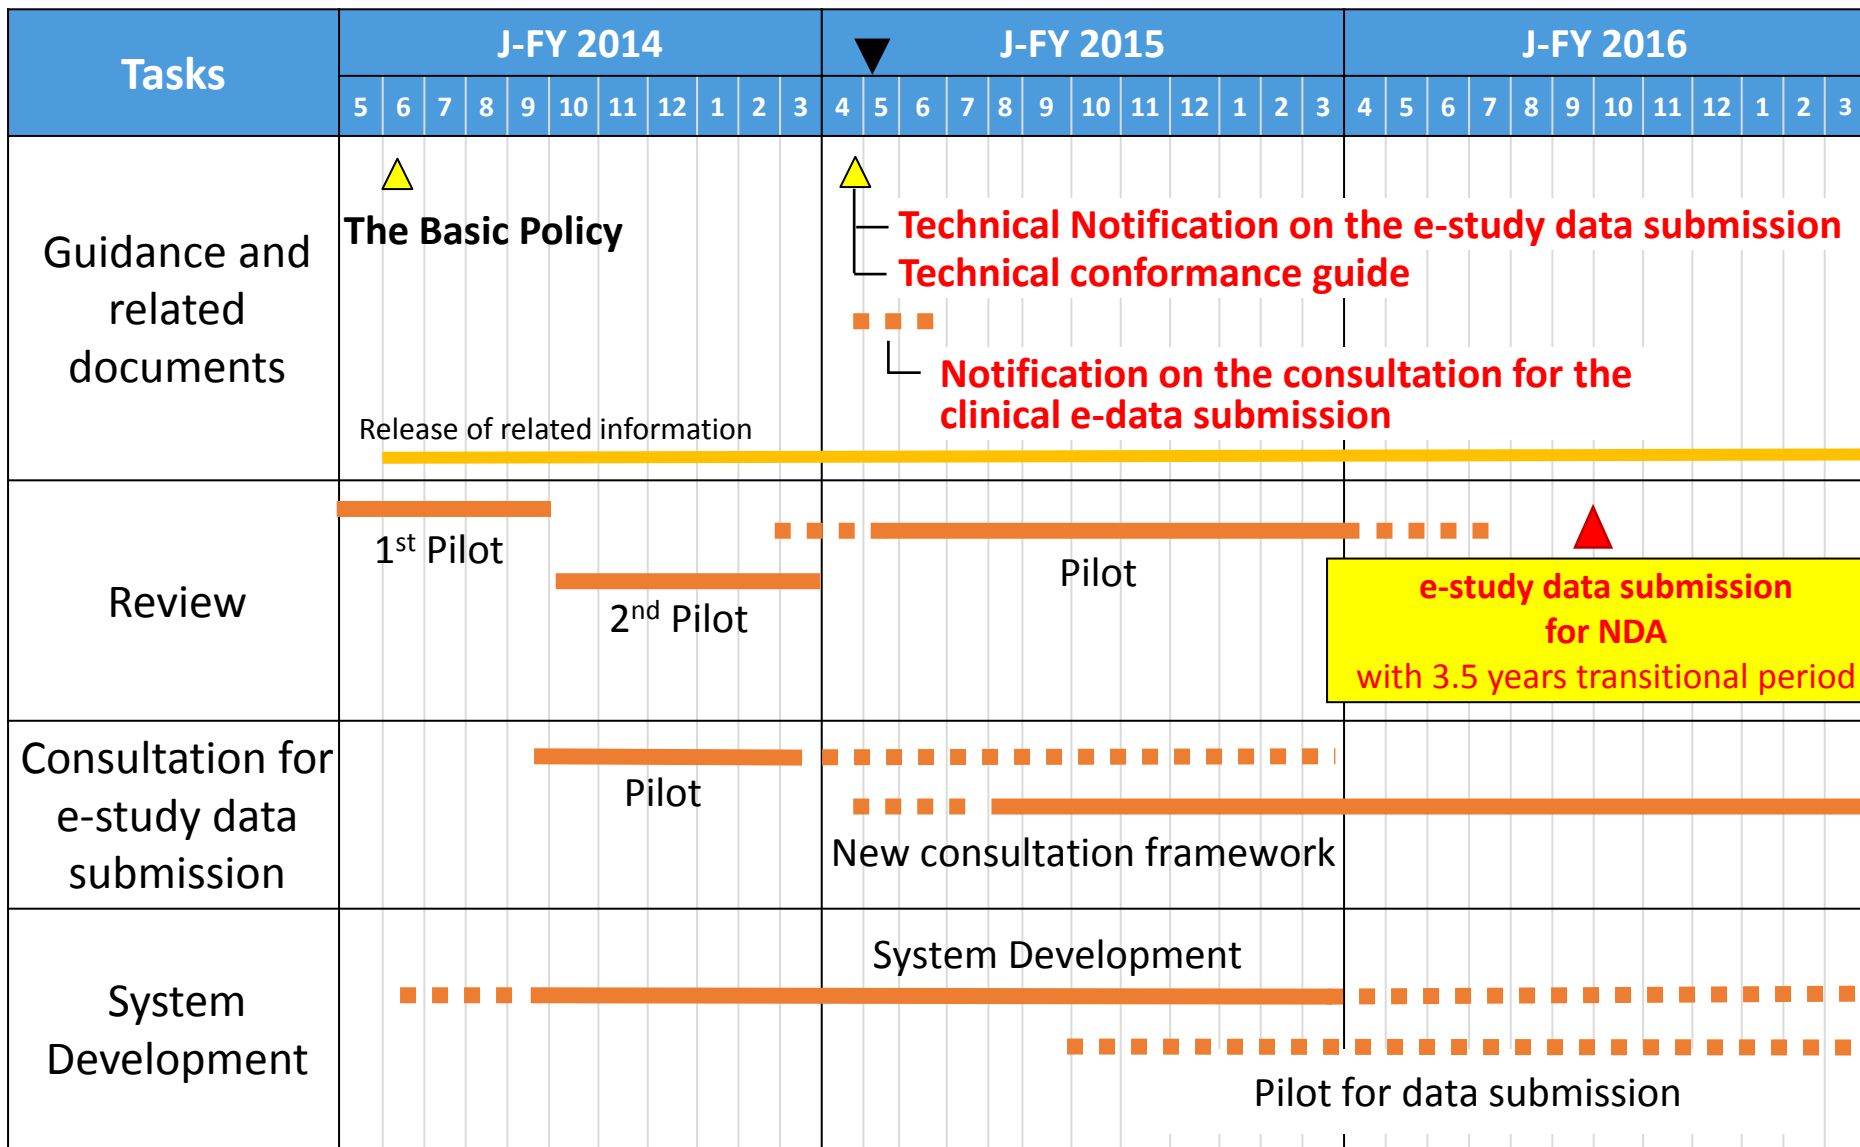 Tasks
J-FY 2014
J-FY 2015
J-FY 2016
5 6 7 8 9 10 11 12 1 2 3 4 5 6 7 8 9 10 11 12 1 2 3 4 5 6 7 8 9 10 11 12 1 2 3
Guidance and
related
documents
The Basic Policy
Technical Notification on the e-study data submission
Technical conformance guide
Notification on the consultation for the
clinical e-data submission
Release of related information
Review
1st Pilot
2nd Pilot
Pilot
e-study data submission
for NDA
with 3.5 years transitional period
Consultation for
e-study data
submission
Pilot
New consultation framework
System
Development
System Development
Pilot for data submission